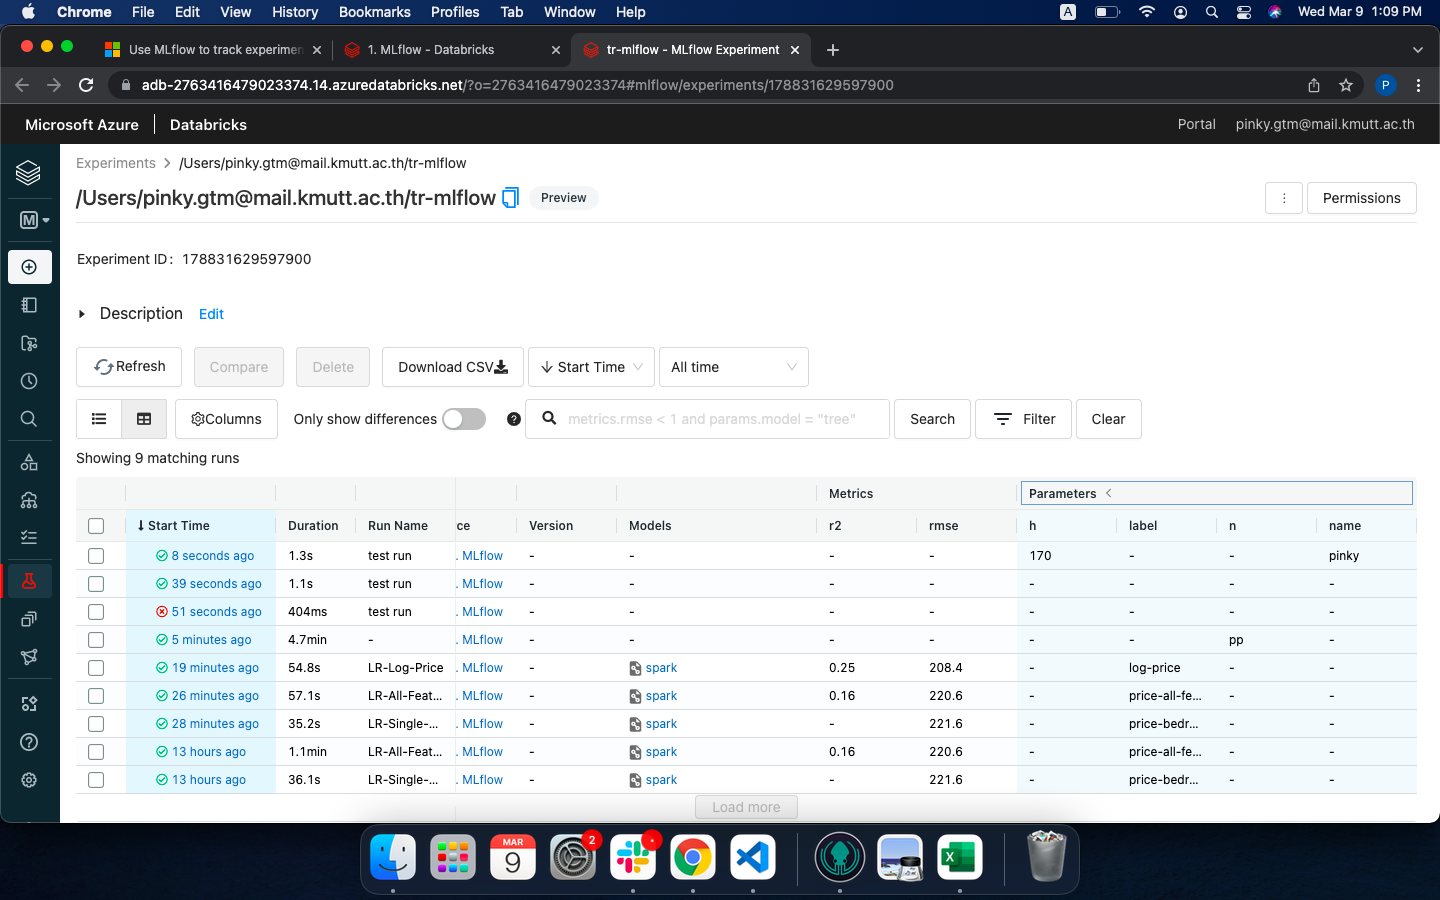 Chrome File Edit View History Bookmarks Profiles Tab Window Help A Wed Mar 9 1:09 PM
Use MLflow to track experimen 1. MLflow - Databricks tr-mlflow - MLflow Experiment
adb-2763416479023374.14.azuredatabricks.net/?o=2763416479023374#mlflow/experiments/178831629597900 P
Microsoft Azure Databricks Portal pinky.gtm@mail.kmutt.ac.th
Experiments > /Users/pinky.gtm@mail.kmutt.ac.th/tr-mlflow
/Users/pinky.gtm@mail.kmutt.ac.th/tr-mlflow Preview Permissions
M
Experiment ID: 178831629597900
Description Edit
Refresh Compare Delete Download CSV Start Time All time
Columns Only show differences ? metrics.rmse < 1 and params.model = "tree" Search Filter Clear
Showing 9 matching runs
Metrics Parameters <
Start Time Duration Run Name ce Version Models r2 rmse h label n name
8 seconds ago 1.3s test run . MLflow - - - - 170 - - pinky
39 seconds ago 1.1s test run . MLflow - - - - - - - -
51 seconds ago 404ms test run . MLflow - - - - - - - -
5 minutes ago 4.7min - . MLflow - - - - - - pp -
19 minutes ago 54.8s LR-Log-Price . MLflow - spark 0.25 208.4 - log-price - -
26 minutes ago 57.1s LR-All-Feat... . MLflow - spark 0.16 220.6 - price-all-fe... - -
28 minutes ago 35.2s LR-Single-... . MLflow - spark - 221.6 - price-bedr... - -
13 hours ago 1.1min LR-All-Feat... . MLflow - spark 0.16 220.6 - price-all-fe... - -
13 hours ago 36.1s LR-Single-... . MLflow - spark - 221.6 - price-bedr... - -
Load more
MAR
9
2
X